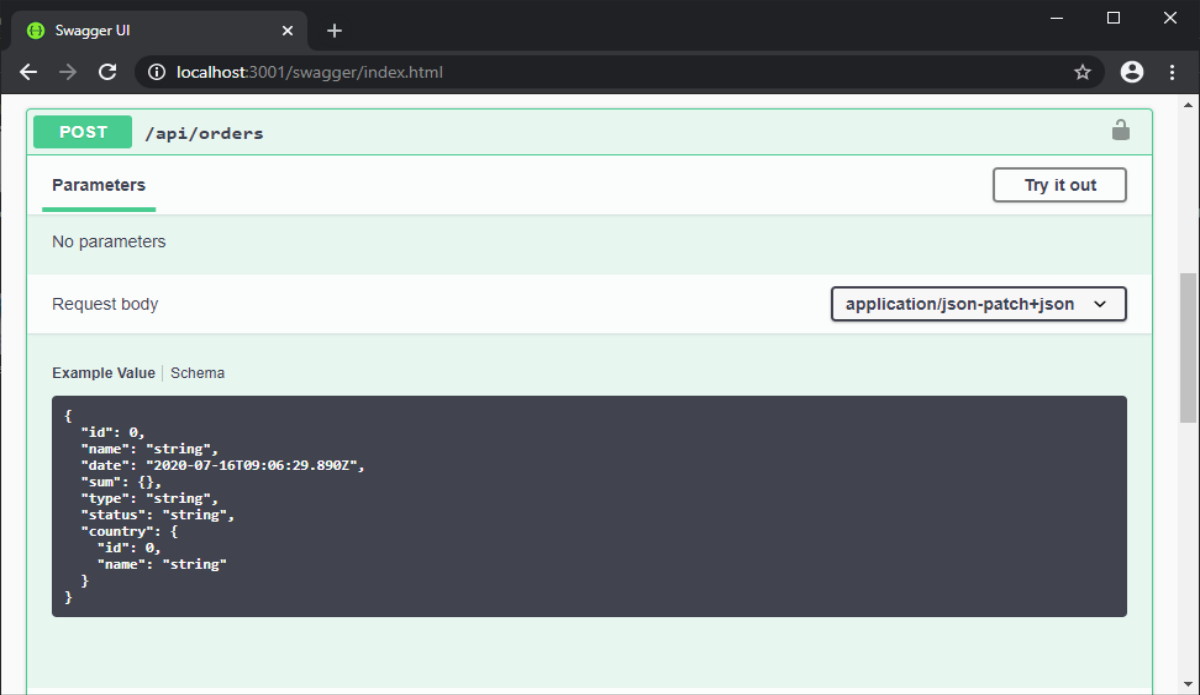 Swagger UI
localhost:3001/swagger/index.html
POST /api/orders
Parameters
Try it out
No parameters
Request body
application/json-patch+json
Example Value | Schema
{
  "id": 0,
  "name": "string",
  "date": "2020-07-16T09:06:29.890Z",
  "sum": {},
  "type": "string",
  "status": "string",
  "country": {
    "id": 0,
    "name": "string"
  }
}